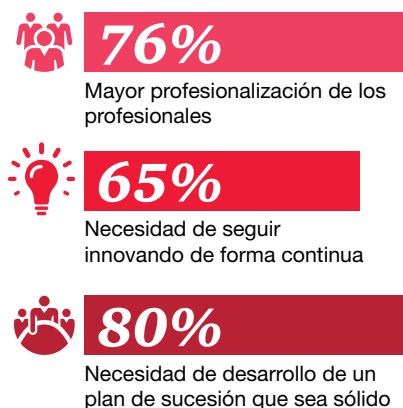 76%
Mayor profesionalización de los
profesionales
65%
Necesidad de seguir
innovando de forma continua
80%
Necesidad de desarrollo de un
plan de sucesión que sea sólido